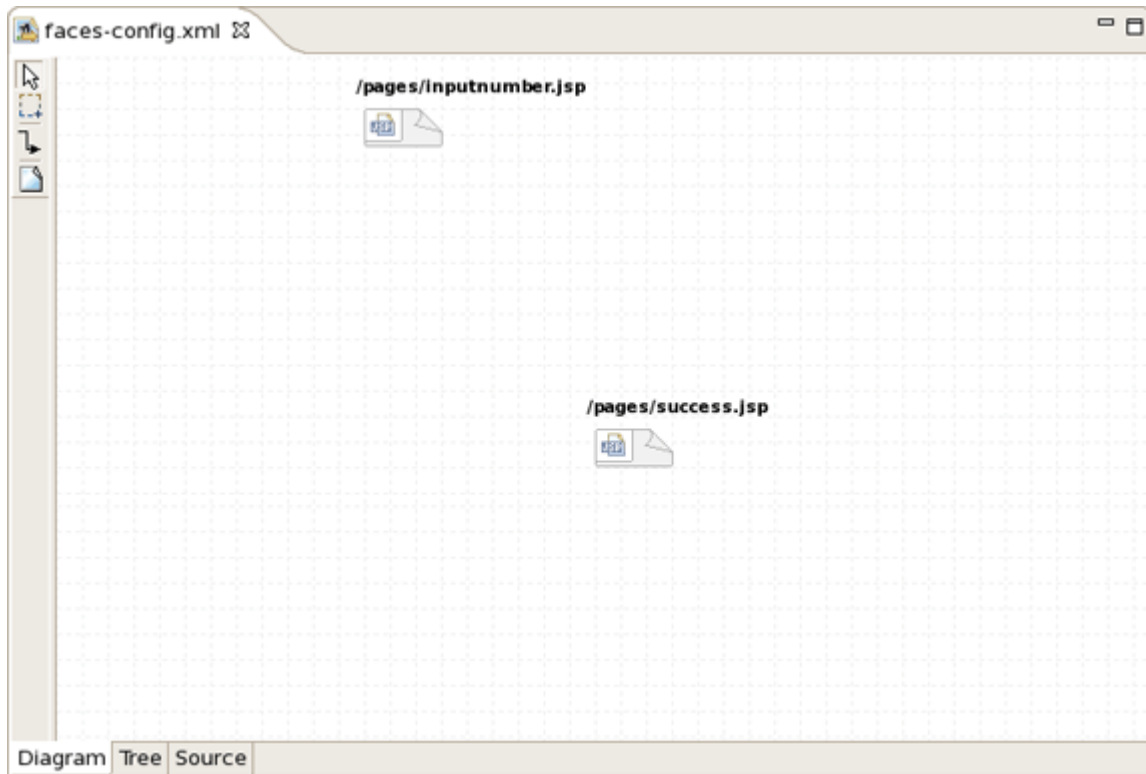 faces-config.xml
/pages/inputnumber.jsp
/pages/success.jsp
Diagram Tree Source